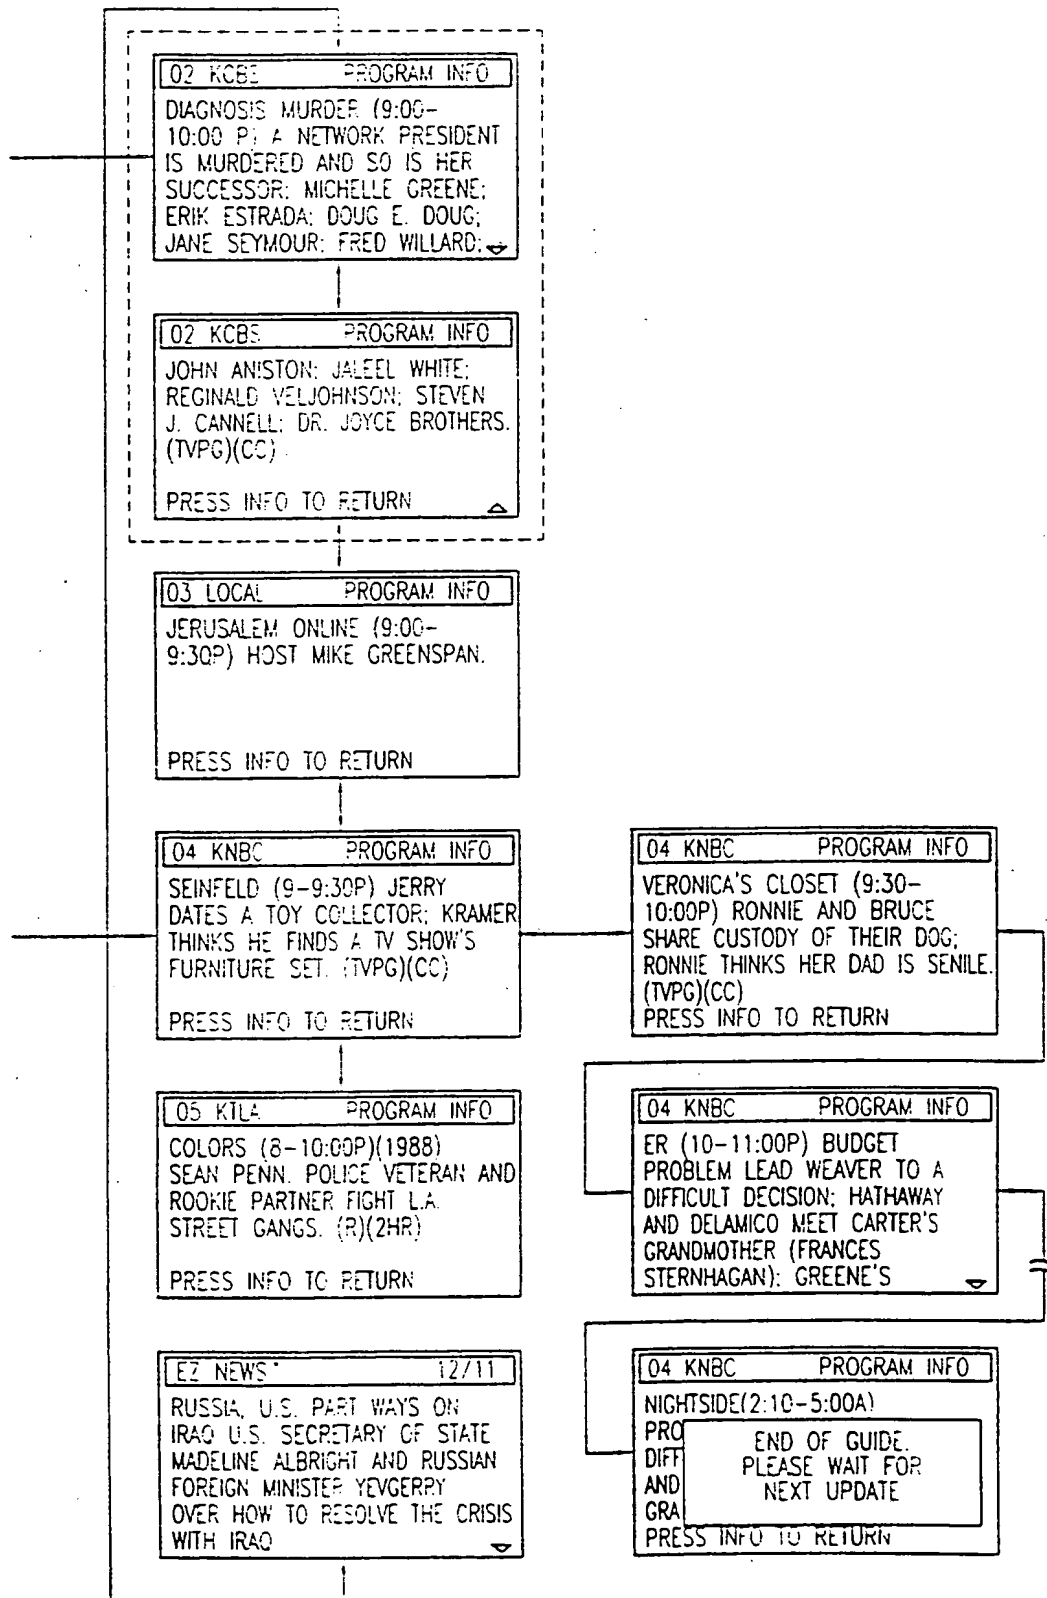 02 KCBS PROGRAM INFO
DIAGNOSIS MURDER (9:00-
10:00 P) A NETWORK PRESIDENT
IS MURDERED AND SO IS HER
SUCCESSOR; MICHELLE GREENE;
ERIK ESTRADA; DOUG E. DOUG;
JANE SEYMOUR; FRED WILLARD;
02 KCBS PROGRAM INFO
JOHN ANISTON; JALEEL WHITE;
REGINALD VELJOHNSON; STEVEN
J. CANNELL; DR. JOYCE BROTHERS.
(TVPG)(CC)
PRESS INFO TO RETURN
03 LOCAL PROGRAM INFO
JERUSALEM ONLINE (9:00-
9:30P) HOST MIKE GREENSPAN.
PRESS INFO TO RETURN
04 KNBC PROGRAM INFO
SEINFELD (9-9:30P) JERRY
DATES A TOY COLLECTOR; KRAMER
THINKS HE FINDS A TV SHOW'S
FURNITURE SET. (TVPG)(CC)
PRESS INFO TO RETURN
04 KNBC PROGRAM INFO
VERONICA'S CLOSET (9:30-
10:00P) RONNIE AND BRUCE
SHARE CUSTODY OF THEIR DOG;
RONNIE THINKS HER DAD IS SENILE.
(TVPG)(CC)
PRESS INFO TO RETURN
05 KTLA PROGRAM INFO
COLORS (8-10:00P)(1988)
SEAN PENN. POLICE VETERAN AND
ROOKIE PARTNER FIGHT L.A.
STREET GANGS. (R)(2HR)
PRESS INFO TO RETURN
04 KNBC PROGRAM INFO
ER (10-11:00P) BUDGET
PROBLEM LEAD WEAVER TO A
DIFFICULT DECISION; HATHAWAY
AND DELAMICO MEET CARTER'S
GRANDMOTHER (FRANCES
STERNHAGAN); GREENE'S
EZ NEWS 12/11
RUSSIA, U.S. PART WAYS ON
IRAQ U.S. SECRETARY OF STATE
MADELINE ALBRIGHT AND RUSSIAN
FOREIGN MINISTER YEVGERRY
OVER HOW TO RESOLVE THE CRISIS
WITH IRAQ
04 KNBC PROGRAM INFO
NIGHTSIDE(2:10-5:00A)
PRO
DIFF
AND
GRA
END OF GUIDE.
PLEASE WAIT FOR
NEXT UPDATE
PRESS INFO TO RETURN